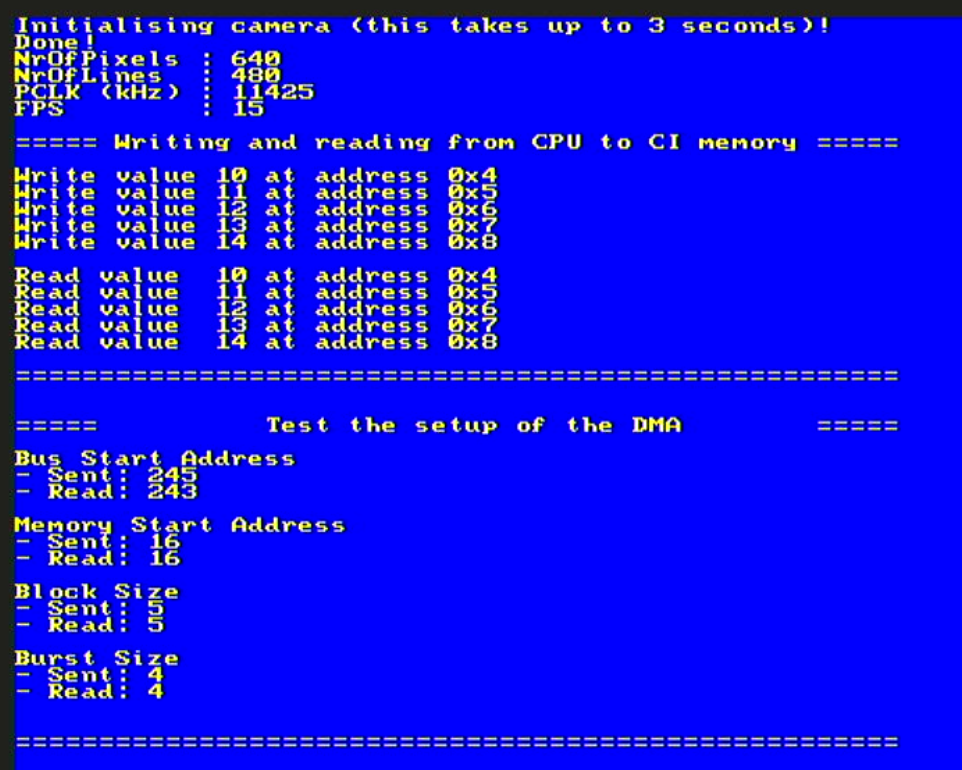 Initialising camera (this takes up to 3 seconds)!
Done!
NrOfPixels : 640
NrOfLines : 480
PCLK (kHz) : 11425
FPS : 15
===== Writing and reading from CPU to CI memory =====
Write value 10 at address 0x4
Write value 11 at address 0x5
Write value 12 at address 0x6
Write value 13 at address 0x7
Write value 14 at address 0x8
Read value 10 at address 0x4
Read value 11 at address 0x5
Read value 12 at address 0x6
Read value 13 at address 0x7
Read value 14 at address 0x8
=====================================================
===== Test the setup of the DMA =====
Bus Start Address
- Sent: 245
- Read: 243
Memory Start Address
- Sent: 16
- Read: 16
Block Size
- Sent: 5
- Read: 5
Burst Size
- Sent: 4
- Read: 4
=====================================================